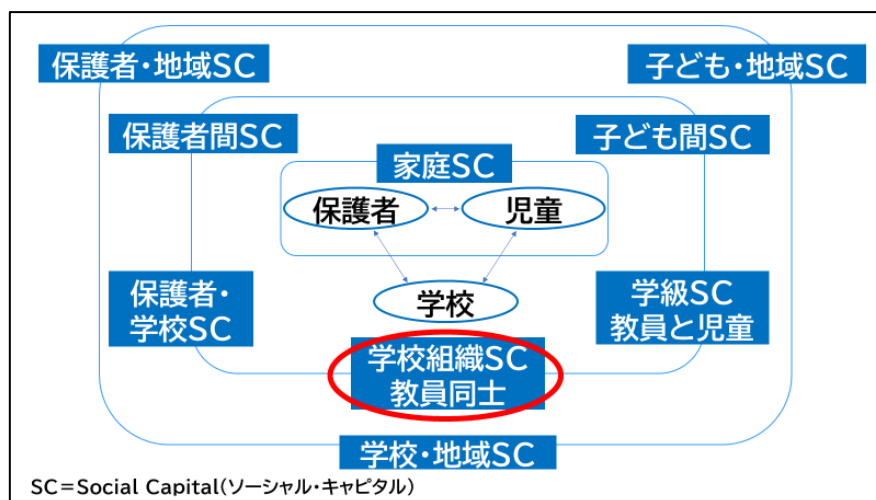 保護者・地域SC
子ども・地域SC
保護者間SC
子ども間SC
家庭SC
保護者
児童
学校
保護者・
学校SC
学級SC
教員と児童
学校組織SC
教員同士
学校・地域SC
SC=Social Capital(ソーシャル・キャピタル)